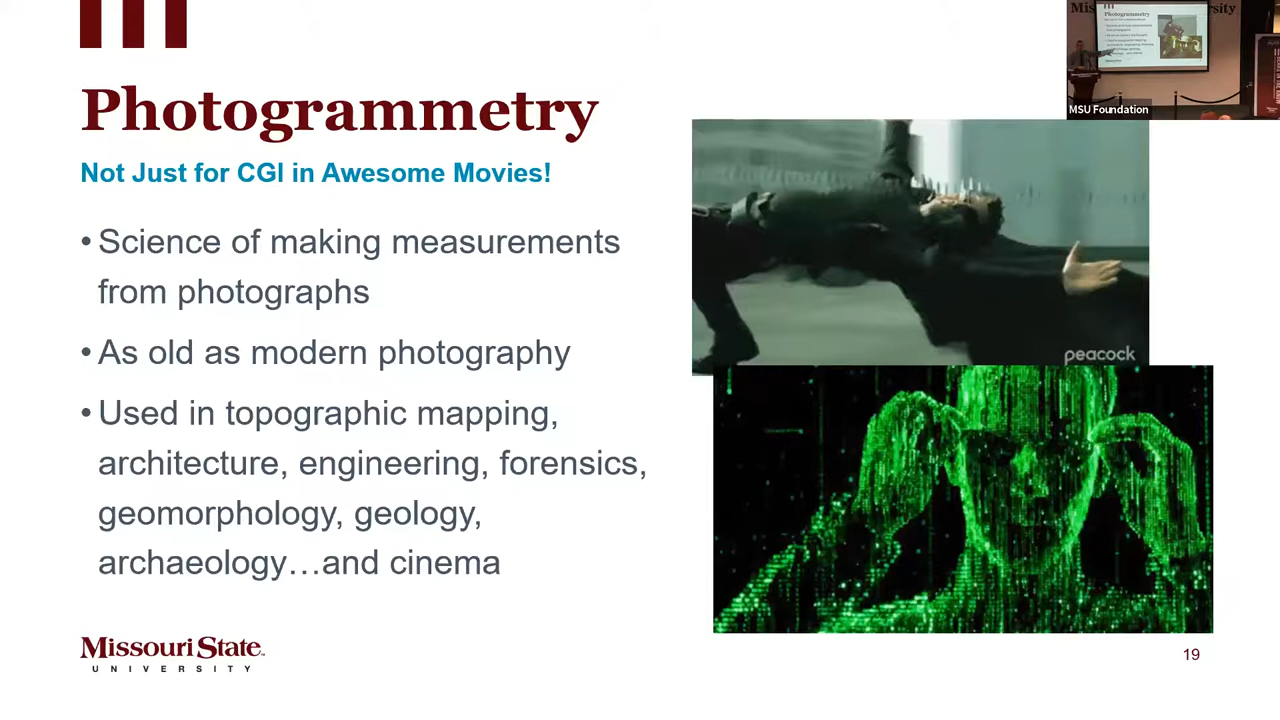 Photogrammetry
Not Just for CGI in Awesome Movies!
• Science of making measurements
from photographs
• As old as modern photography
• Used in topographic mapping,
architecture, engineering, forensics,
geomorphology, geology,
archaeology…and cinema
Missouri State
UNIVERSITY
19
peacock
MSU Foundation
Photogrammetry